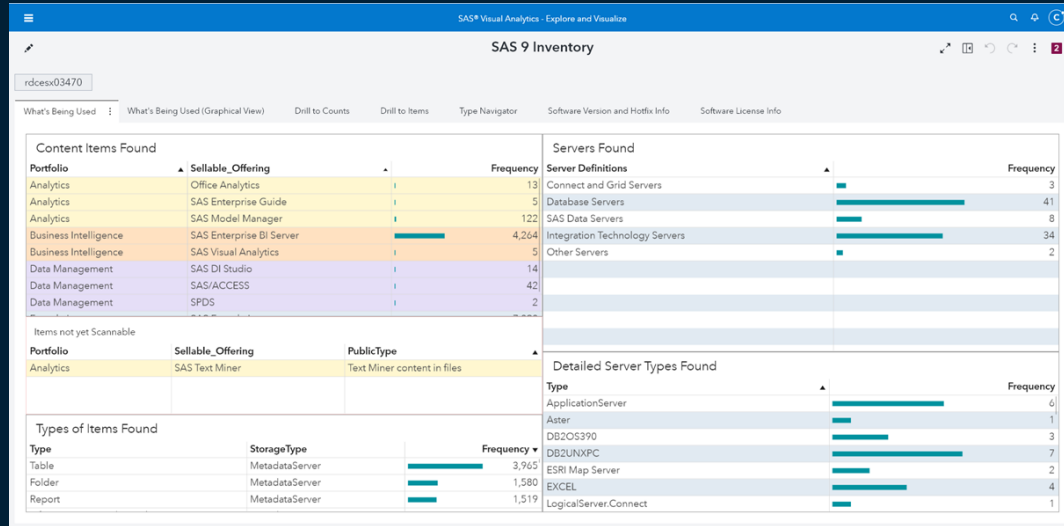 SAS® Visual Analytics - Explore and Visualize
C
SAS 9 Inventory
2
rdcesx03470
What's Being Used What's Being Used (Graphical View) Drill to Counts Drill to Items Type Navigator Software Version and Hotfix Info Software License Info
Content Items Found
Portfolio Sellable_Offering Frequency
Analytics Office Analytics 13
Analytics SAS Enterprise Guide 5
Analytics SAS Model Manager 122
Business Intelligence SAS Enterprise BI Server 4,264
Business Intelligence SAS Visual Analytics 5
Data Management SAS DI Studio 14
Data Management SAS/ACCESS 42
Data Management SPDS 2
Items not yet Scannable
Portfolio Sellable_Offering PublicType
Analytics SAS Text Miner Text Miner content in files
Types of Items Found
Type StorageType Frequency
Table MetadataServer 3,965
Folder MetadataServer 1,580
Report MetadataServer 1,519
Servers Found
Server Definitions Frequency
Connect and Grid Servers 3
Database Servers 41
SAS Data Servers 8
Integration Technology Servers 34
Other Servers 2
Detailed Server Types Found
Type Frequency
ApplicationServer 6
Aster 1
DB2OS390 3
DB2UNXPC 7
ESRI Map Server 2
EXCEL 4
LogicalServer.Connect 1